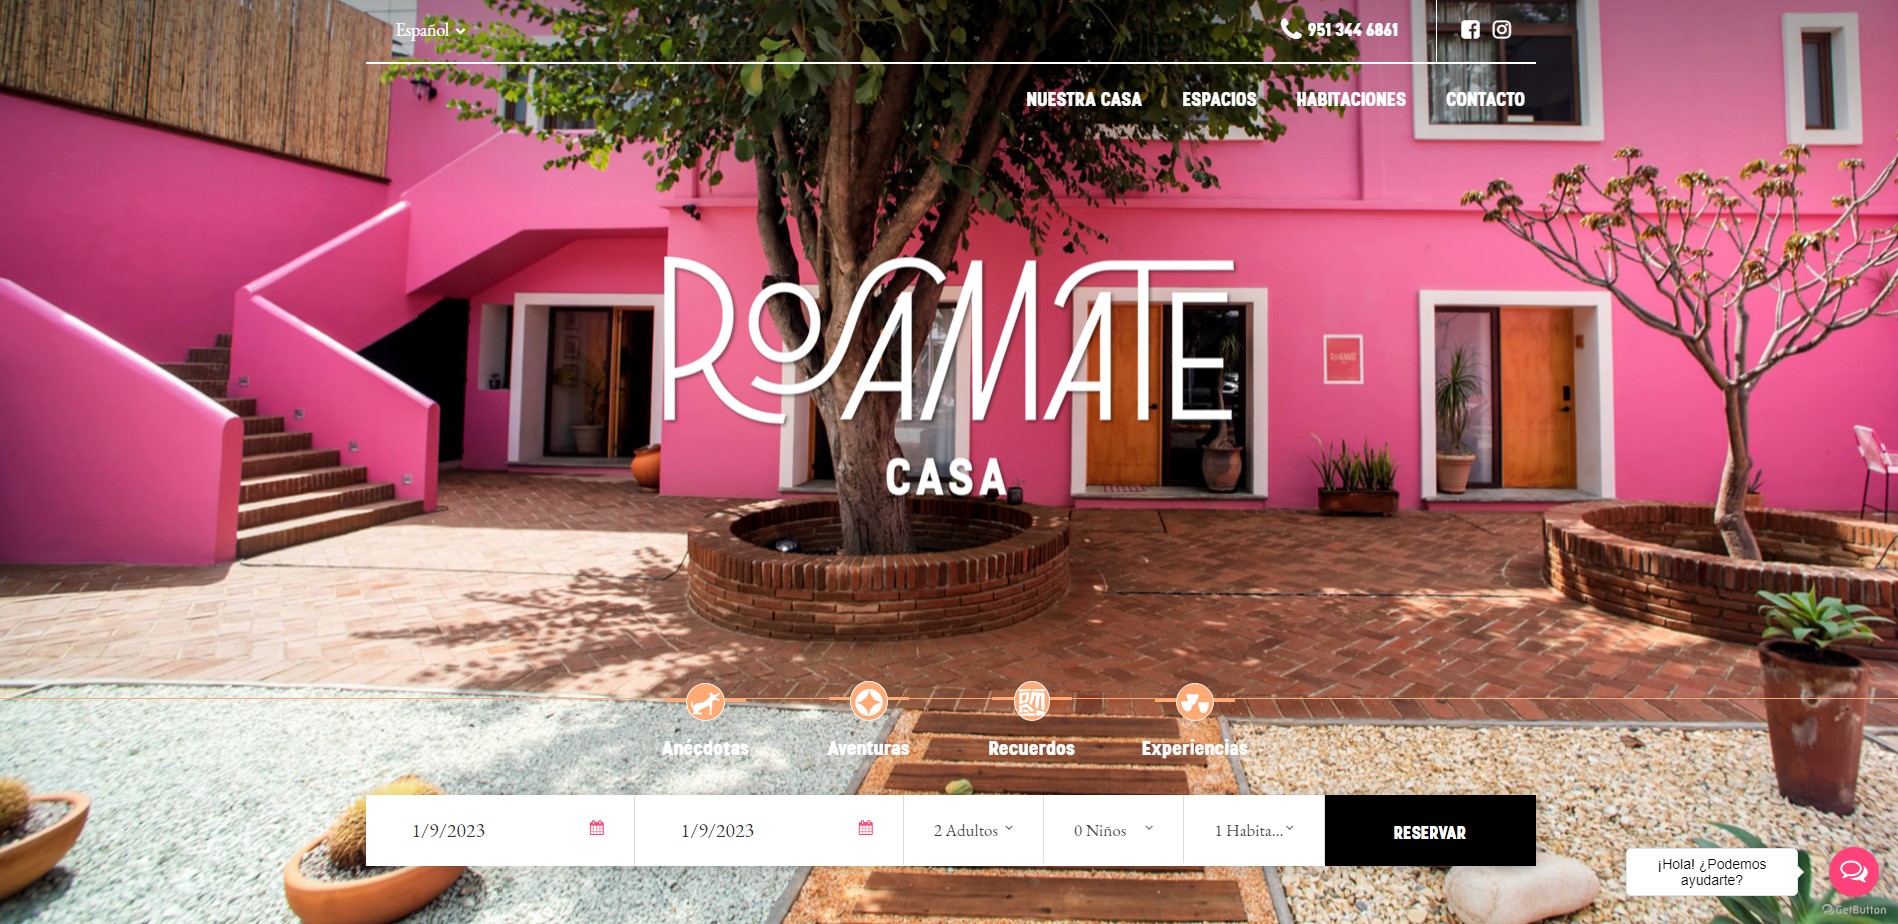 Español
951 344 6861
NUESTRA CASA ESPACIOS HABITACIONES CONTACTO
ROSAMATE
CASA
ROSAMATE
Anécdotas Aventuras Recuerdos Experiencias
1/9/2023 1/9/2023 2 Adultos 0 Niños 1 Habita... RESERVAR
¡Hola! ¿Podemos
ayudarte?
GetButton